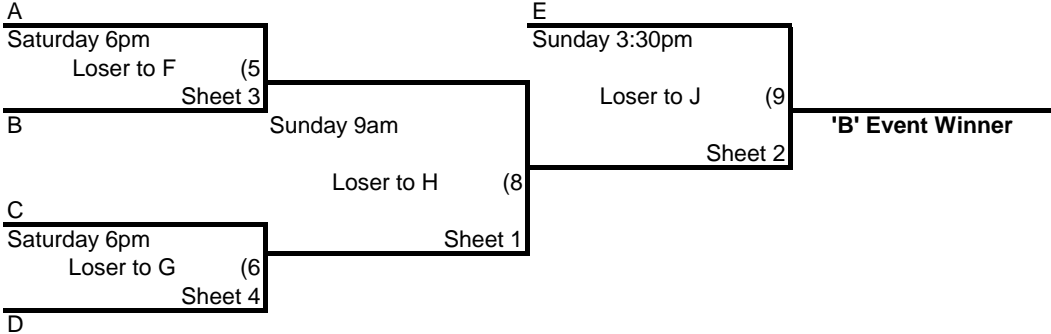 A
Saturday 6pm
Loser to F (5
Sheet 3
B
Sunday 9am
Loser to H (8
Sheet 1
C
Saturday 6pm
Loser to G (6
Sheet 4
D
E
Sunday 3:30pm
Loser to J (9
Sheet 2
'B' Event Winner